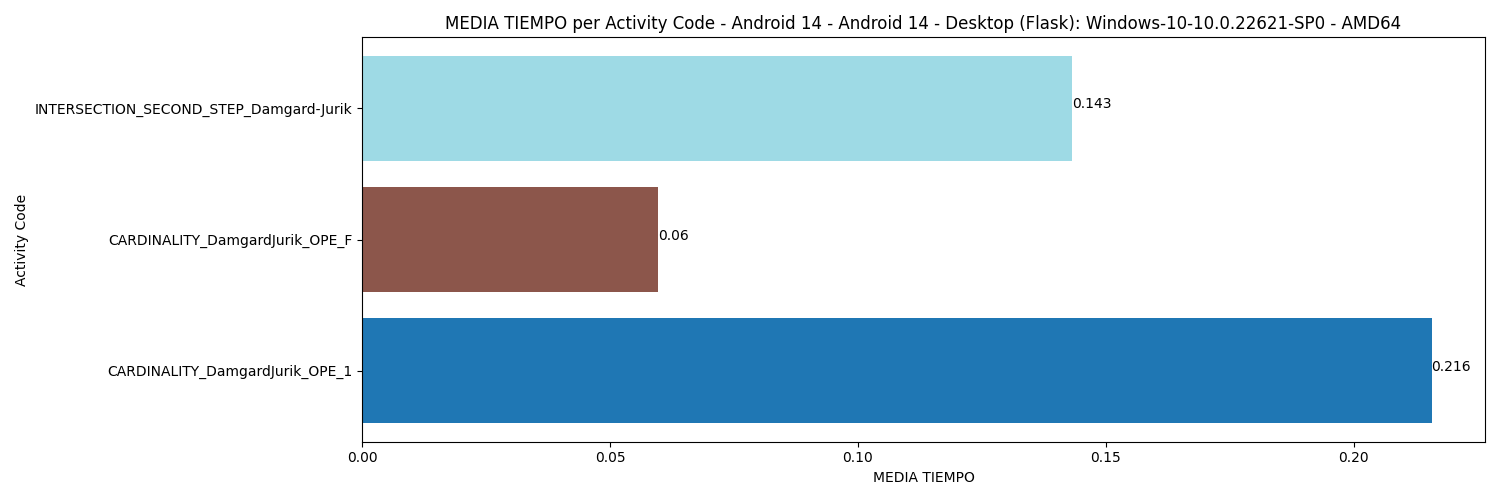 MEDIA TIEMPO per Activity Code - Android 14 - Android 14 - Desktop (Flask): Windows-10-10.0.22621-SP0 - AMD64
INTERSECTION_SECOND_STEP_Damgard-Jurik
0.143
CARDINALITY_DamgardJurik_OPE_F
0.06
CARDINALITY_DamgardJurik_OPE_1
0.216
Activity Code
0.00 0.05 0.10 0.15 0.20
MEDIA TIEMPO